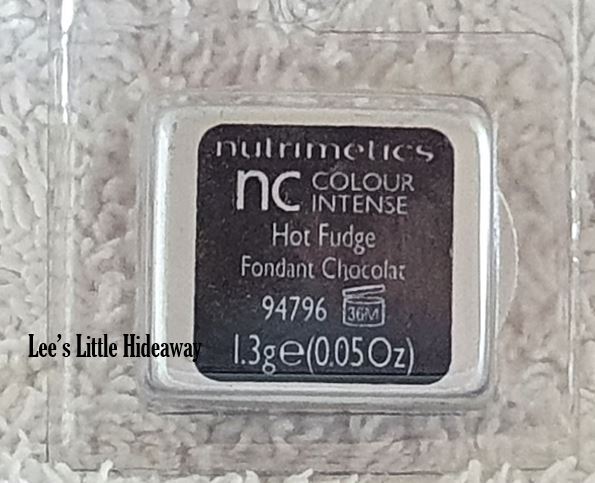 nutrimetics
nc COLOUR
INTENSE
Hot Fudge
Fondant Chocolat
94796 36M
Lee's Little Hideaway
1.3g℮(0.05Oz)